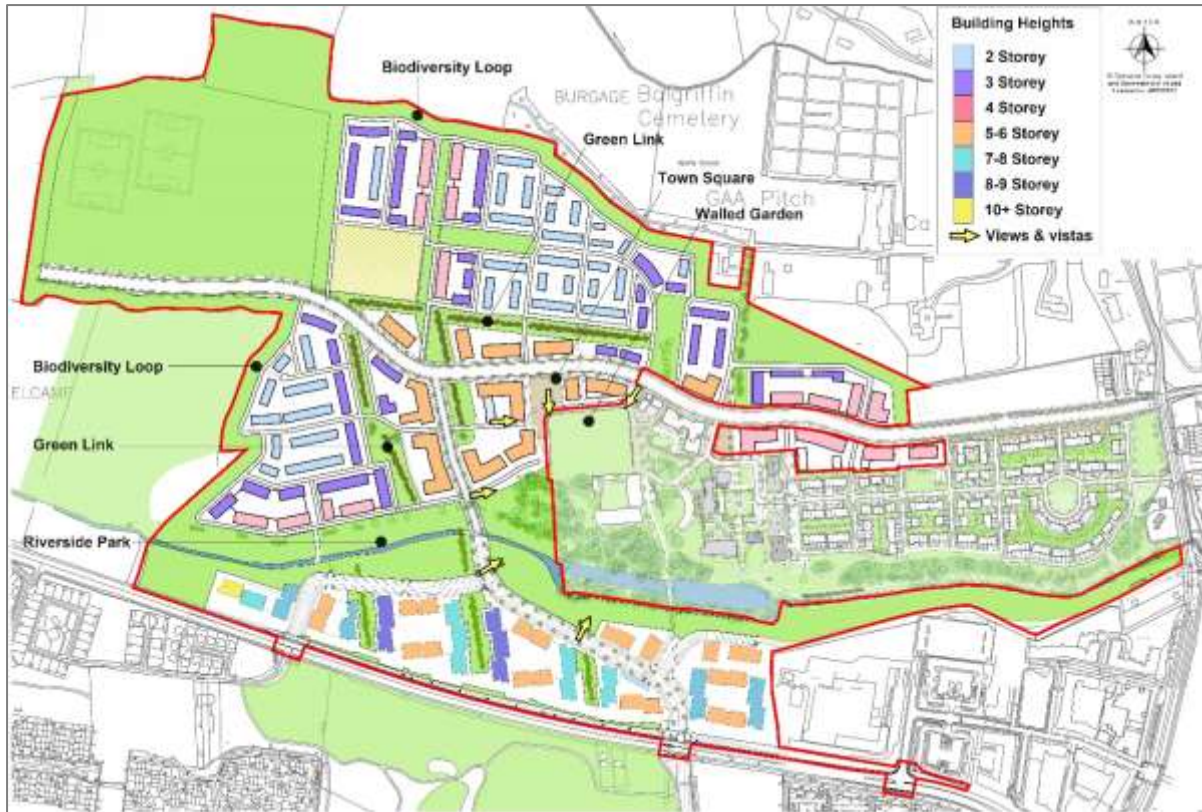 Building Heights
2 Storey
3 Storey
4 Storey
5-6 Storey
7-8 Storey
8-9 Storey
10+ Storey
Views & vistas
Biodiversity Loop
BURGAGE Balgriffin
Cemetery
Green Link
Town Square
GAA Pitch
Walled Garden
Biodiversity Loop
Green Link
Riverside Park